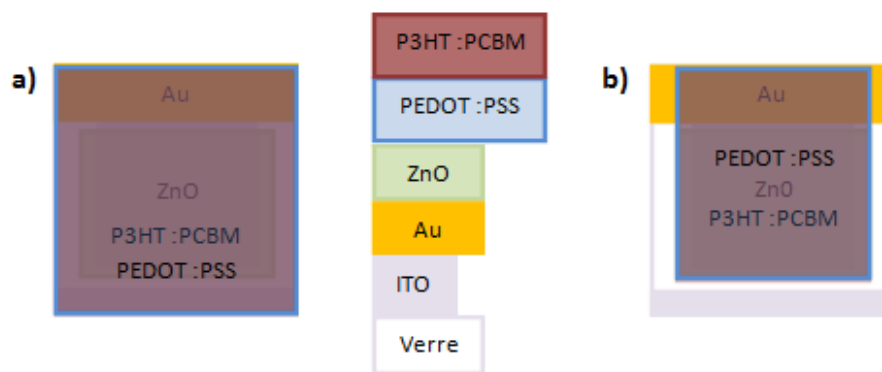 a)
Au
ZnO
P3HT :PCBM
PEDOT :PSS
P3HT :PCBM
PEDOT :PSS
ZnO
Au
ITO
Verre
b)
Au
PEDOT :PSS
Zn0
P3HT :PCBM